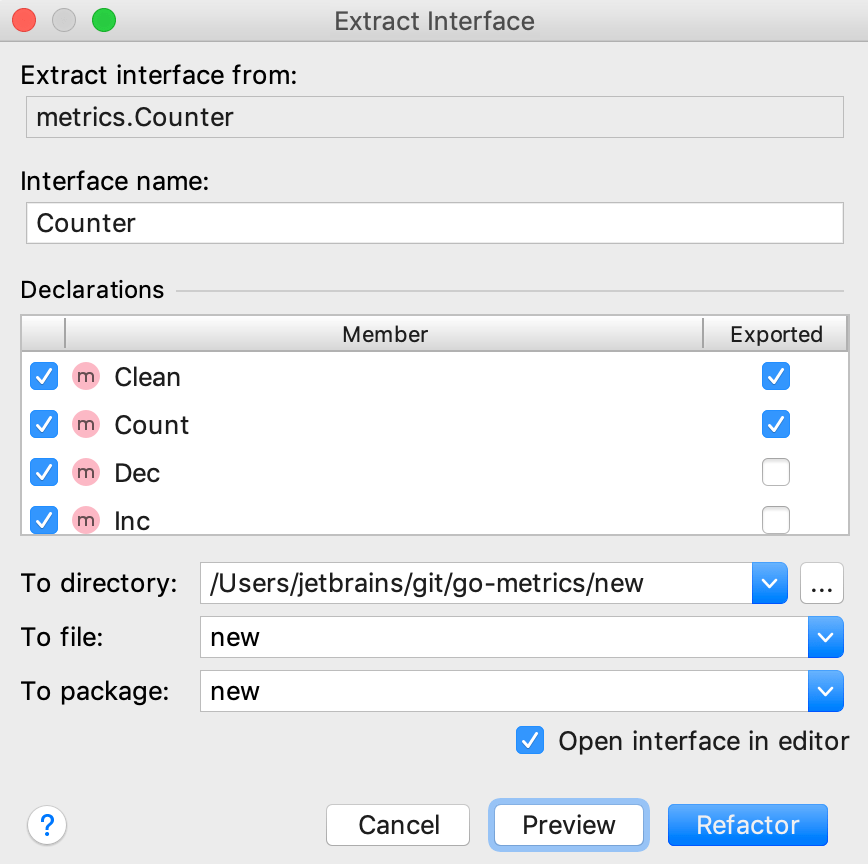 Extract Interface
Extract interface from:
metrics.Counter
Interface name:
Counter
Declarations
Member Exported
m Clean
m Count
m Dec
m Inc
To directory: /Users/jetbrains/git/go-metrics/new ...
To file: new
To package: new
Open interface in editor
? Cancel Preview Refactor